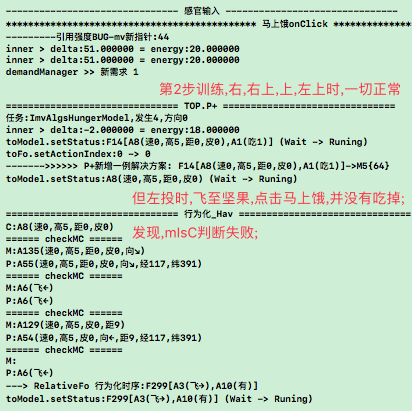 ------------------------------ 感官输入 ------------------------------
******************************************** 马上饿onClick **************
---------引用强度BUG-mv新指针:44
inner > delta:51.000000 = energy:20.000000
inner > delta:51.000000 = energy:20.000000
demandManager >> 新需求 1
第2步训练,右,右上,上,左上时,一切正常
============================== TOP.P+ ==============================
任务:ImvAlgsHungerModel,发生4,方向0
inner > delta:-2.000000 = energy:18.000000
toModel.setStatus:F14[A8(速0,高5,距0,皮0),A1(吃1)] (Wait -> Runing)
toFo.setActionIndex:0 -> 0
------->>>>>> P+新增一例解决方案: F14[A8(速0,高5,距0,皮0),A1(吃1)]->M5{64}
toModel.setStatus:A8(速0,高5,距0,皮0) (Wait -> Runing)
但左投时,飞至坚果,点击马上饿,并没有吃掉;
============================== 行为化_Hav ==============================
C:A8(速0,高5,距0,皮0)
发现,mIsC判断失败;
====== checkMC ======
M:A135(速0,高5,距0,皮0,向↘)
P:A55(速0,高5,距0,皮0,向↘,经117,纬391)
====== checkMC ======
M:A6(飞←)
P:A6(飞←)
====== checkMC ======
M:A129(速0,高5,皮0,距9)
P:A54(速0,高5,皮0,向←,距9,经117,纬391)
====== checkMC ======
M:
P:A6(飞←)
---> RelativeFo 行为化时序:F299[A3(飞→),A10(有)]
toModel.setStatus:F299[A3(飞→),A10(有)] (Wait -> Runing)